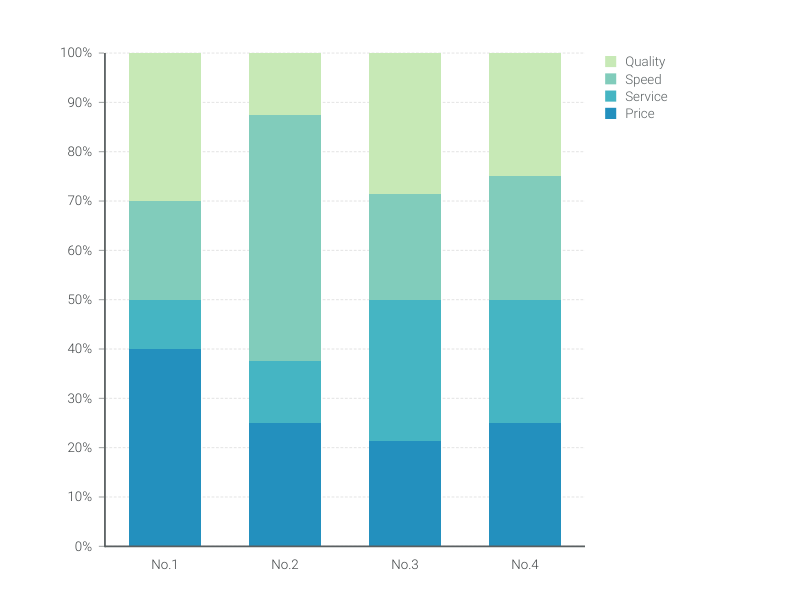 100%
90%
80%
70%
60%
50%
40%
30%
20%
10%
0%
No.1
No.2
No.3
No.4
Quality
Speed
Service
Price